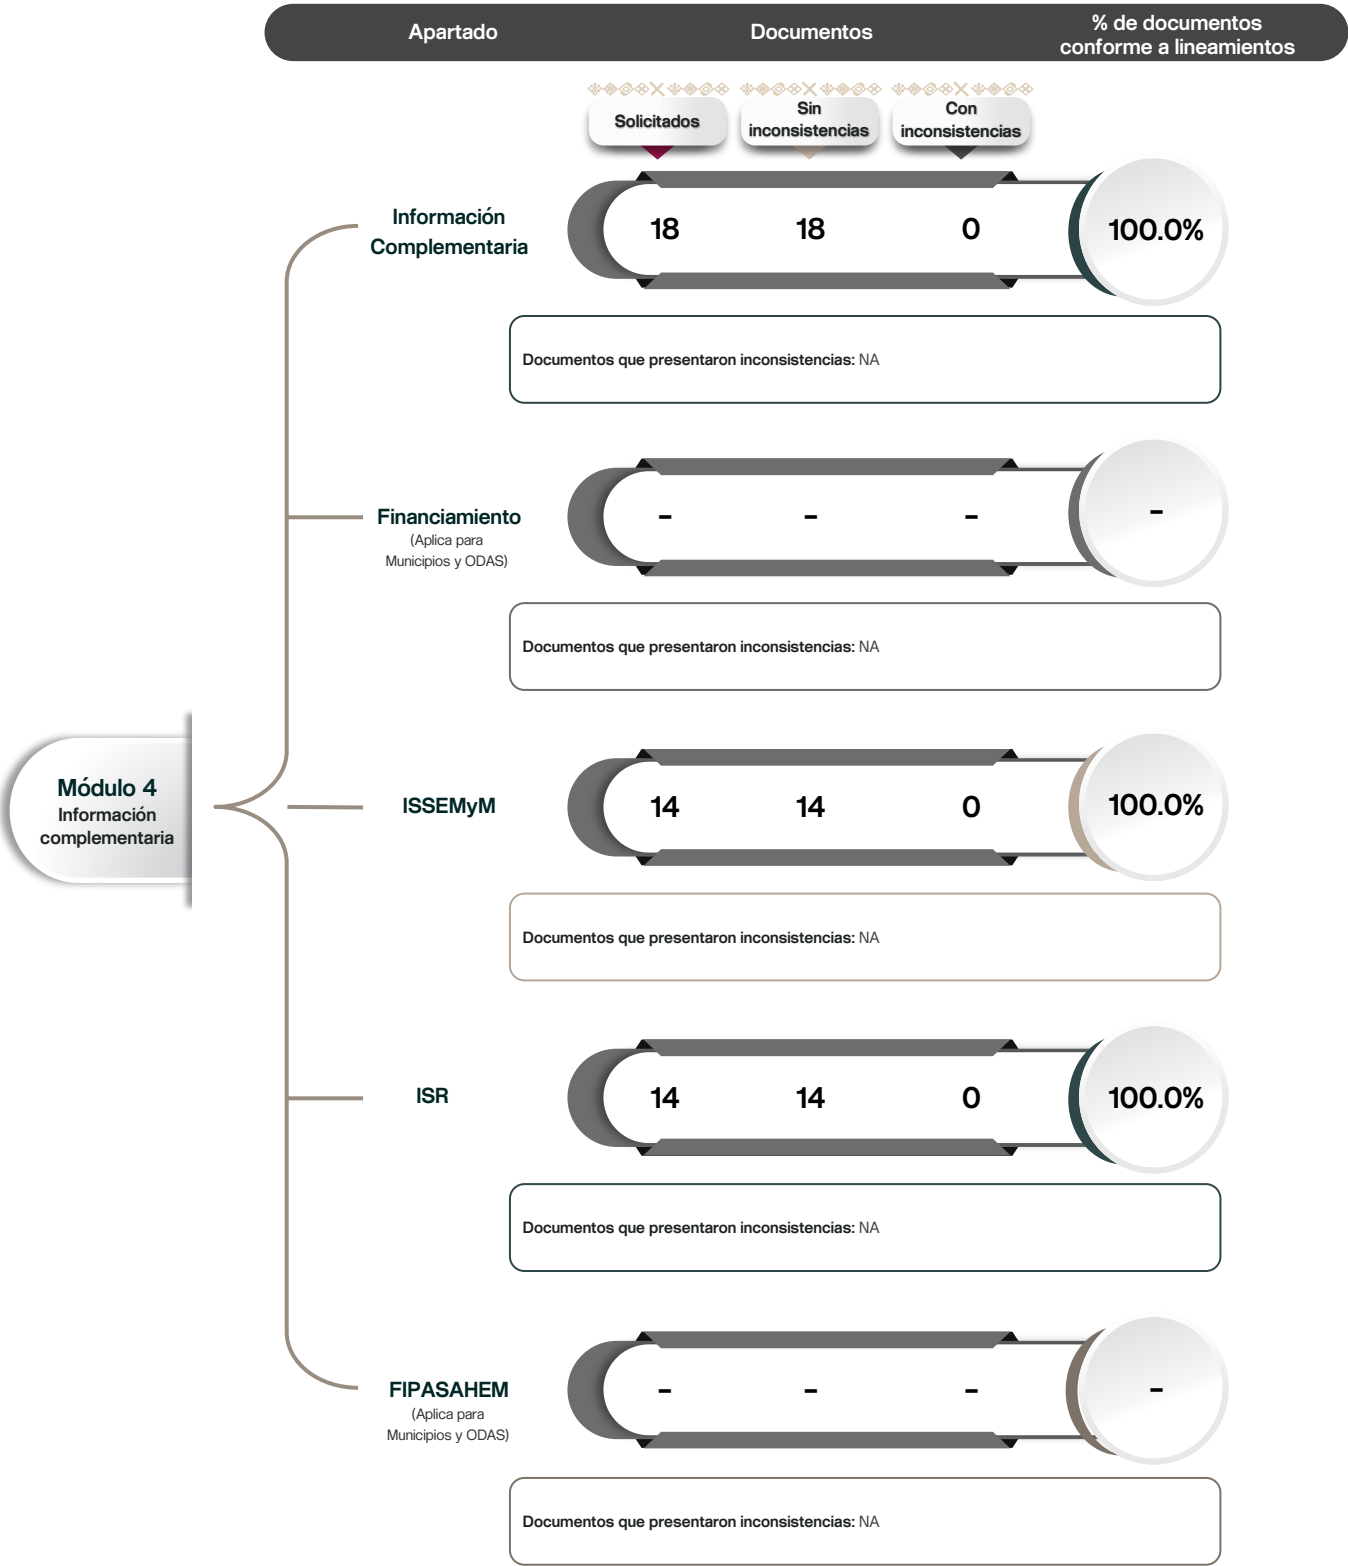 Apartado
Documentos
% de documentos
conforme a lineamientos
Solicitados
Sin
inconsistencias
Con
inconsistencias
Información
Complementaria
18
18
0
100.0%
Documentos que presentaron inconsistencias: NA
Financiamiento
(Aplica para
Municipios y ODAS)
-
-
-
-
Documentos que presentaron inconsistencias: NA
Módulo 4
Información
complementaria
ISSEMyM
14
14
0
100.0%
Documentos que presentaron inconsistencias: NA
ISR
14
14
0
100.0%
Documentos que presentaron inconsistencias: NA
FIPASAHEM
(Aplica para
Municipios y ODAS)
-
-
-
-
Documentos que presentaron inconsistencias: NA